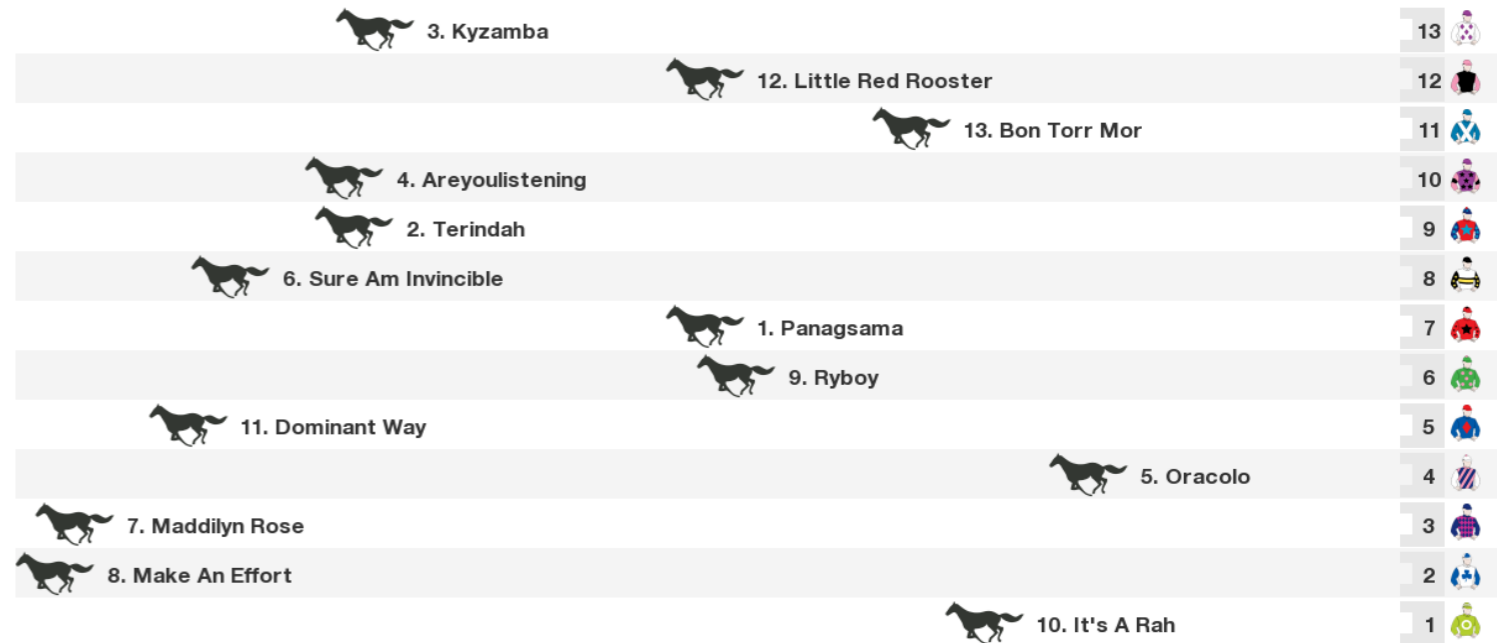 3. Kyzamba 13
12. Little Red Rooster 12
13. Bon Torr Mor 11
4. Areyoulistening 10
2. Terindah 9
6. Sure Am Invincible 8
1. Panagsama 7
9. Ryboy 6
11. Dominant Way 5
5. Oracolo 4
7. Maddilyn Rose 3
8. Make An Effort 2
10. It's A Rah 1